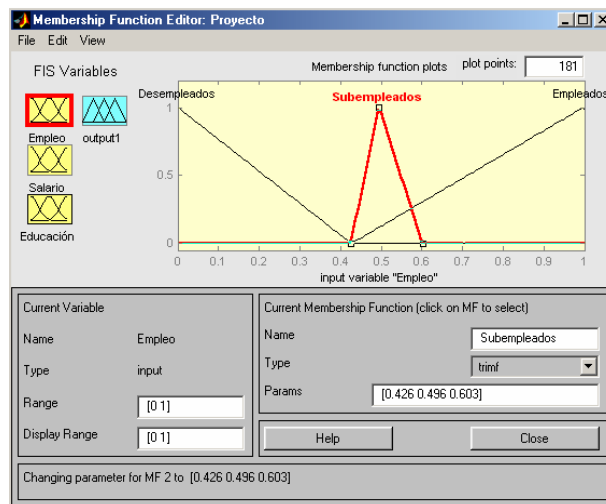 Membership Function Editor: Proyecto
File Edit View
FIS Variables
Membership function plots
plot points: 181
Desempleados
Subempleados
Empleados
Empleo
output1
Salario
Educación
1
0.5
0
0 0.1 0.2 0.3 0.4 0.5 0.6 0.7 0.8 0.9 1
input variable "Empleo"
Current Variable
Name Empleo
Type input
Range [0 1]
Display Range [0 1]
Current Membership Function (click on MF to select)
Name Subempleados
Type trimf
Params [0.426 0.496 0.603]
Help Close
Changing parameter for MF 2 to [0.426 0.496 0.603]